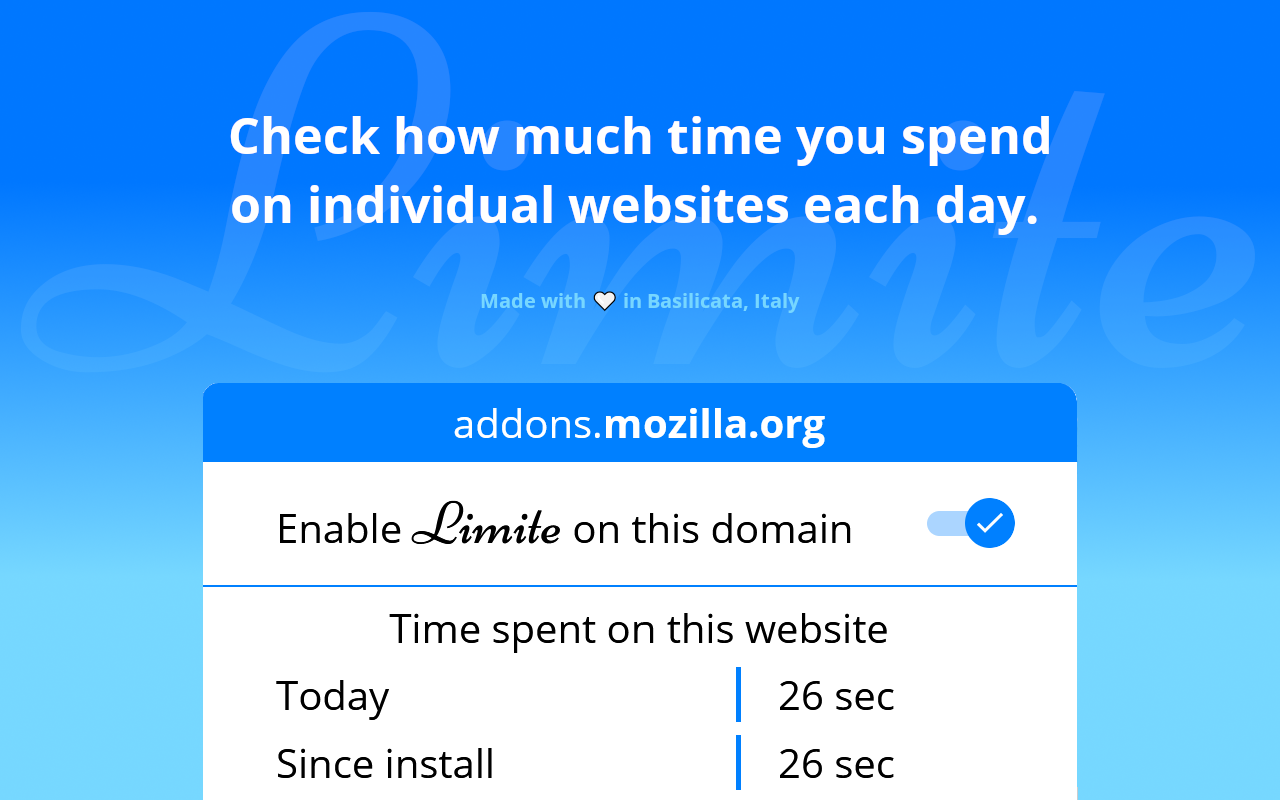 Limite
Check how much time you spend
on individual websites each day.
Made with 🤍 in Basilicata, Italy
addons.mozilla.org
Enable Limite on this domain
Time spent on this website
Today 26 sec
Since install 26 sec